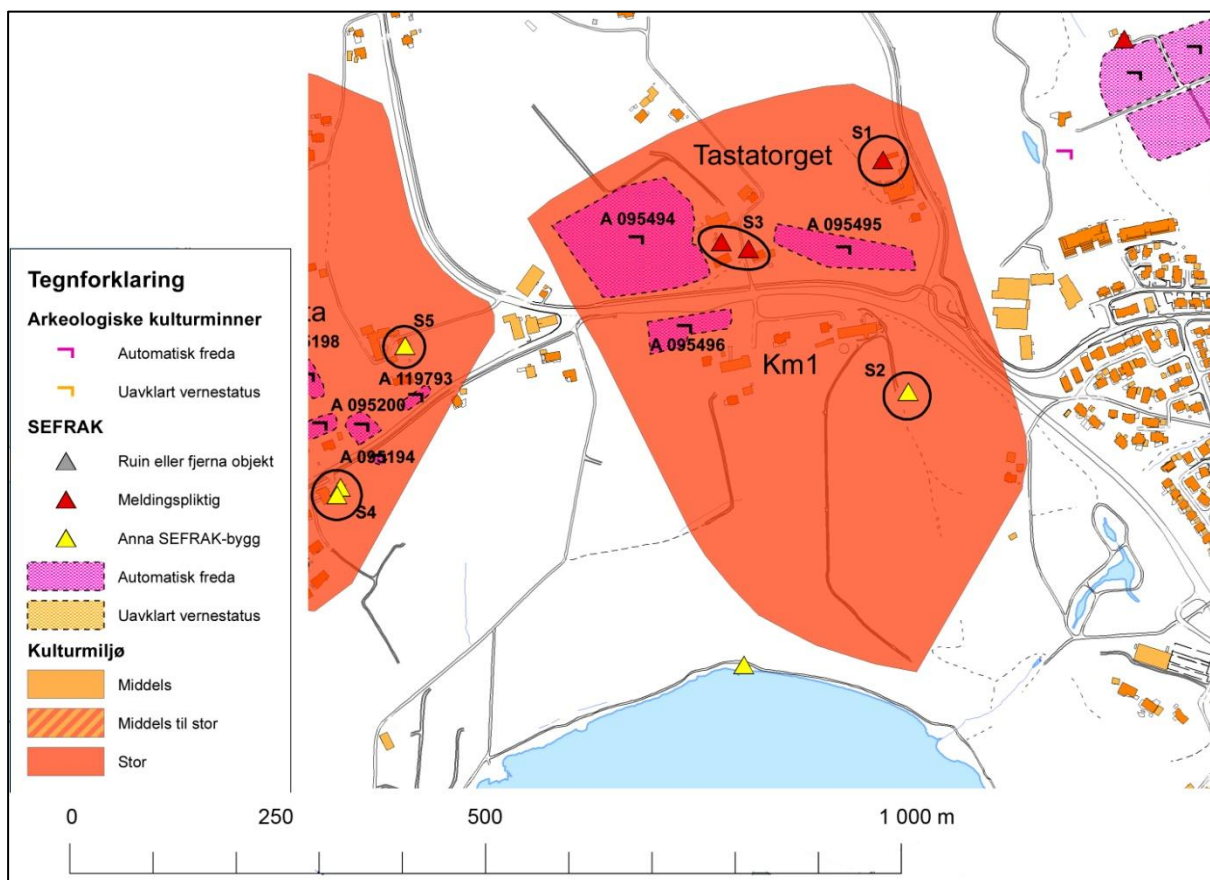 S1
Tastatorget
A 095494
S3
A 095495
Tegnforklaring
S5
ta
Arkeologiske kulturminner
5198
A 095496
Km1
S2
Automatisk freda
A 119793
Uavklart vernestatus
A 095200
SEFRAK
A 095194
Ruin eller fjerna objekt
S4
Meldingspliktig
Anna SEFRAK-bygg
Automatisk freda
Uavklart vernestatus
Kulturmiljø
Middels
Middels til stor
Stor
0 250 500 1 000 m